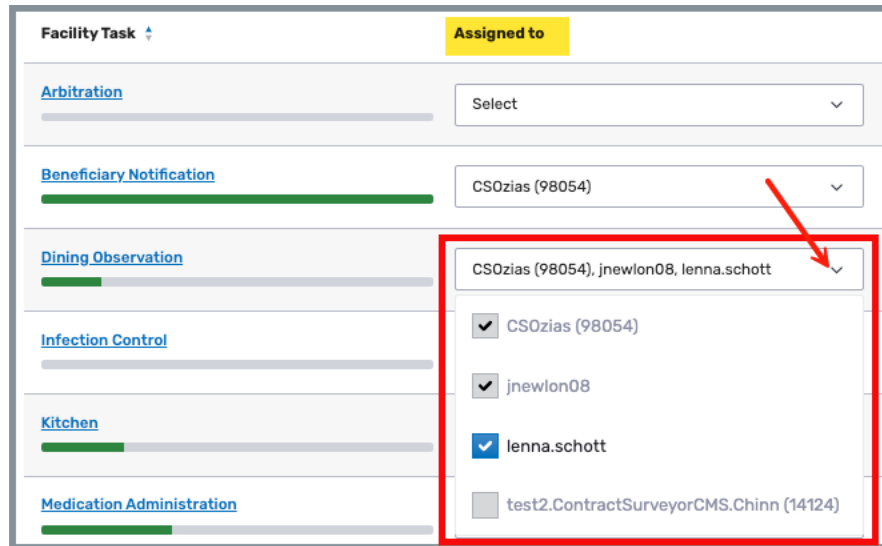 Facility Task
Assigned to
Arbitration
Select
Beneficiary Notification
CSOzias (98054)
Dining Observation
CSOzias (98054), jnewlon08, lenna.schott
CSOzias (98054)
Infection Control
jnewlon08
Kitchen
lenna.schott
Medication Administration
test2.ContractSurveyorCMS.Chinn (14124)